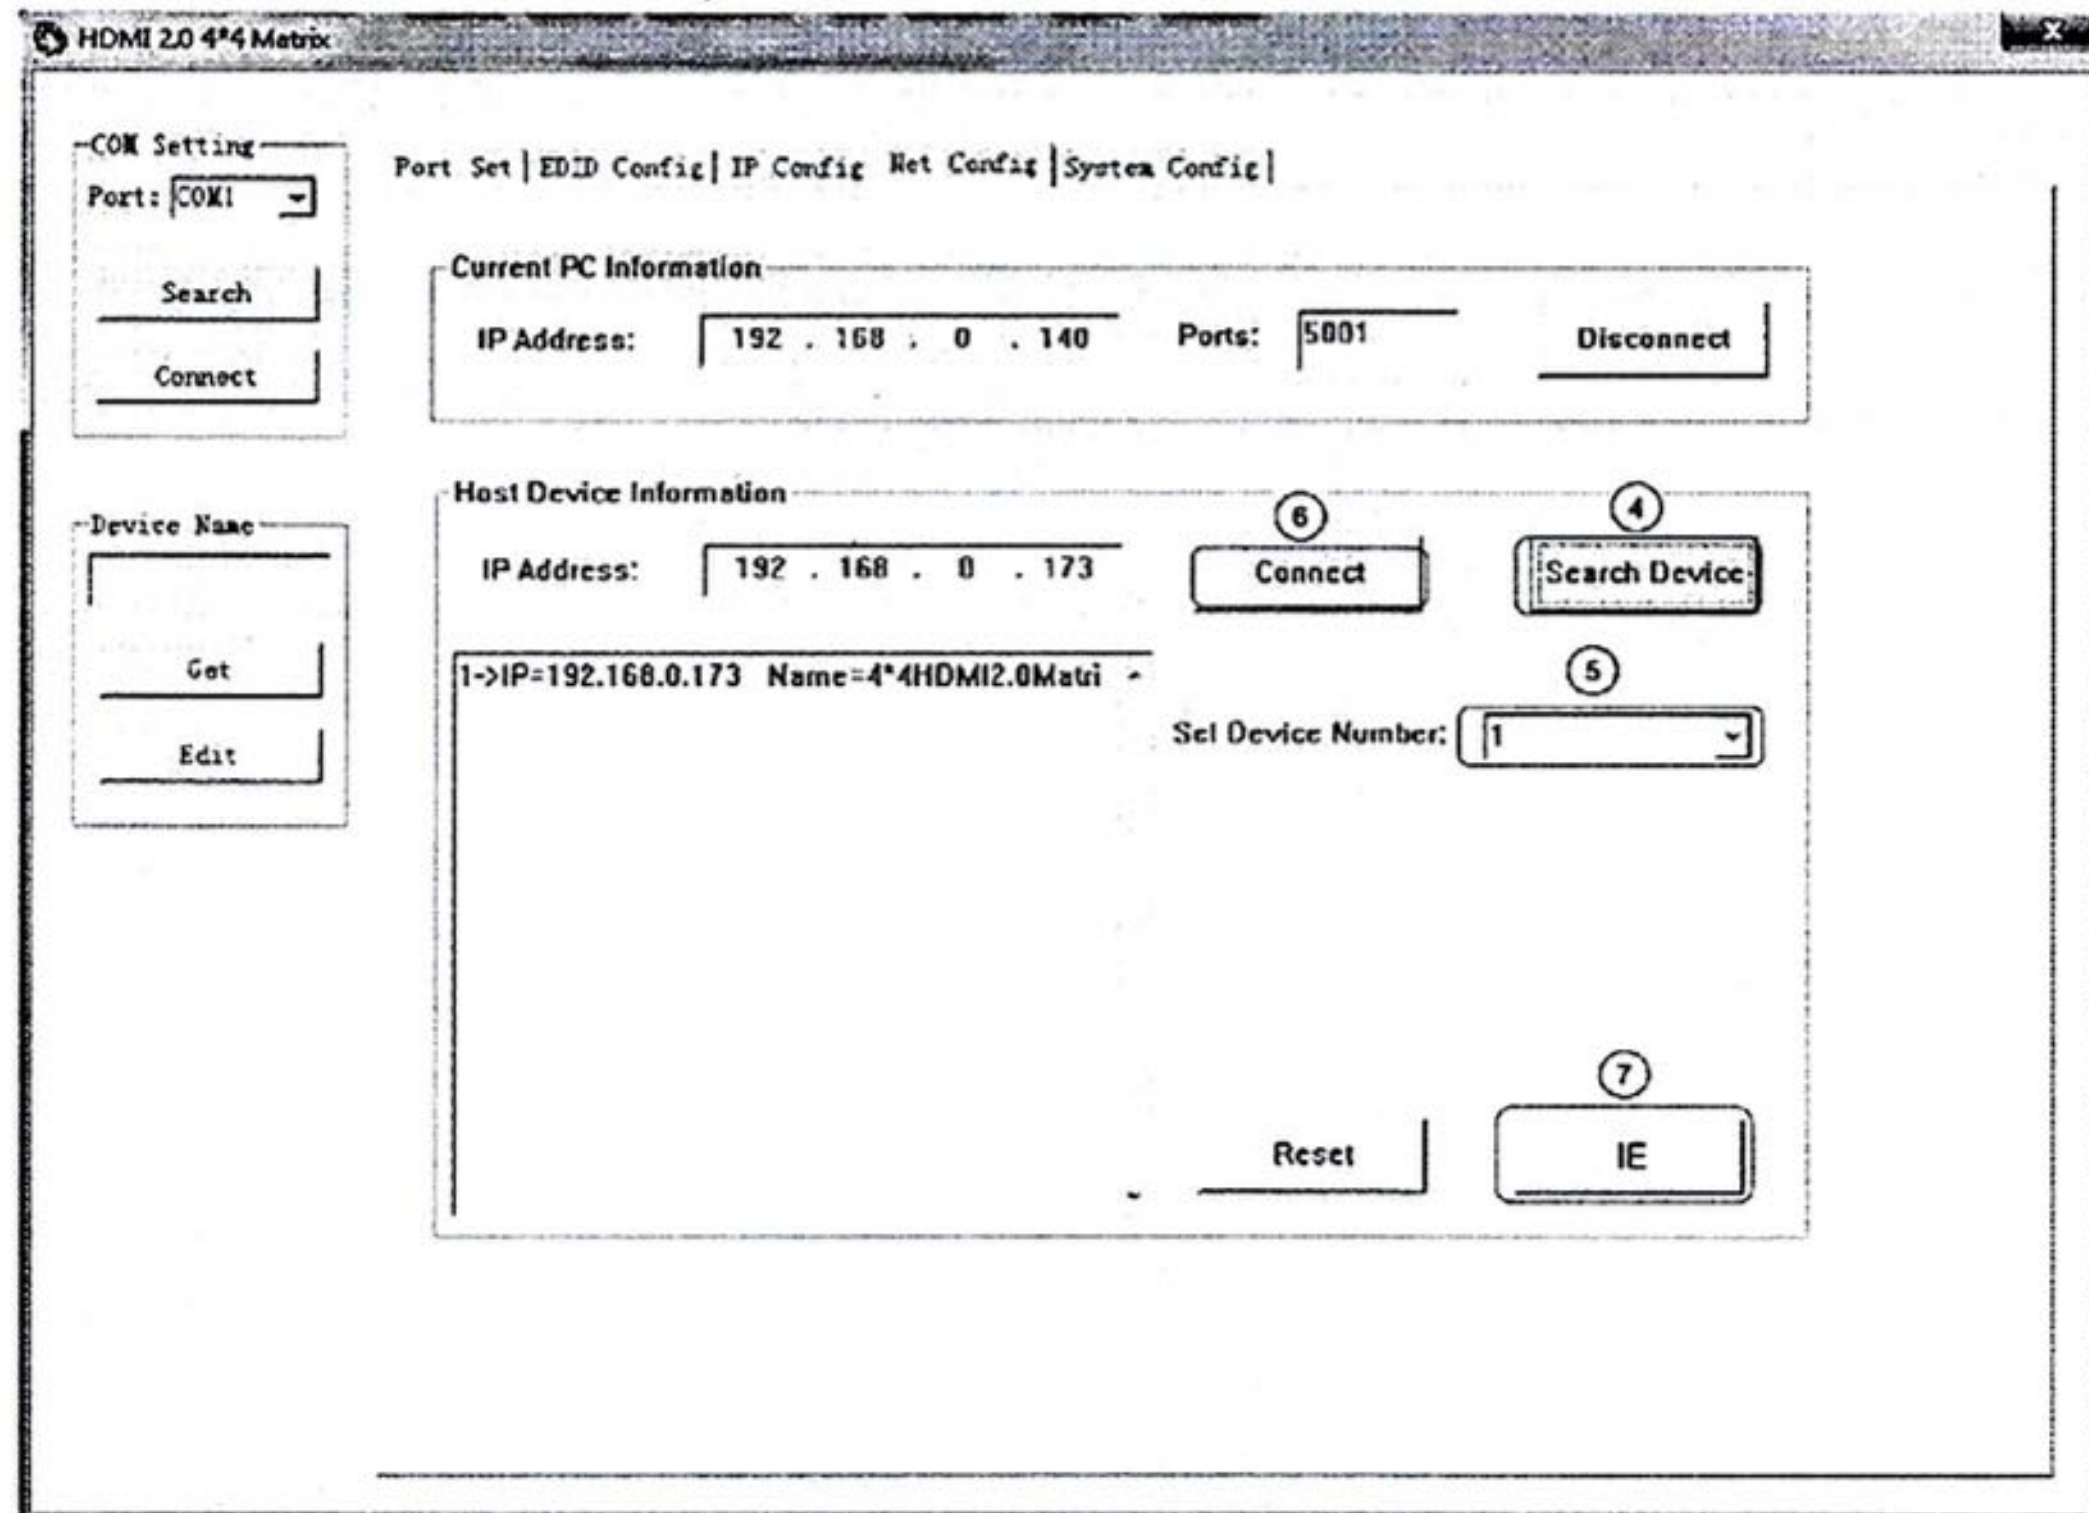 HDMI 2.0 4*4 Matrix
X
COM Setting
Port: COM1
Search
Connect
Device Name
Get
Edit
Port Set EDID Config IP Config Net Config System Config
Current PC Information
IP Address: 192 . 168 . 0 . 140 Ports: 5001 Disconnect
Host Device Information
6
4
IP Address: 192 . 168 . 0 . 173 Connect Search Device
1->IP=192.168.0.173 Name=4*4HDMI2.0Matri
5
Sel Device Number: 1
7
Reset IE